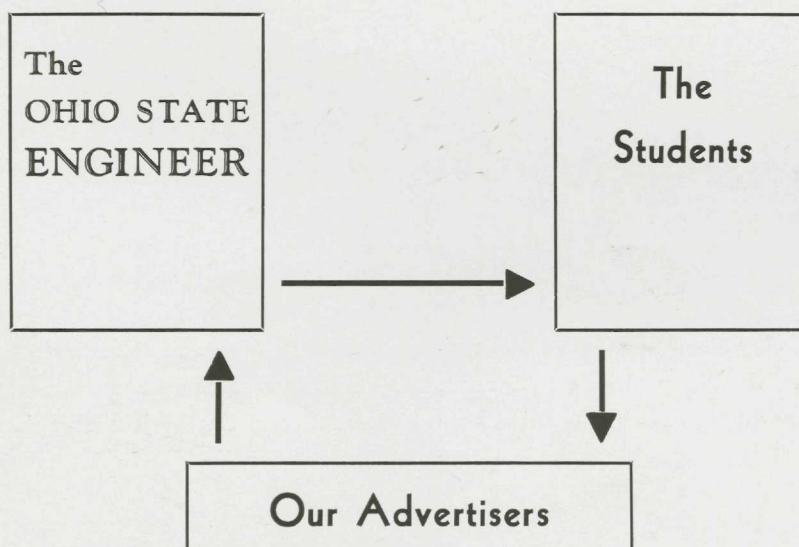 The
OHIO STATE
ENGINEER
The
Students
Our Advertisers